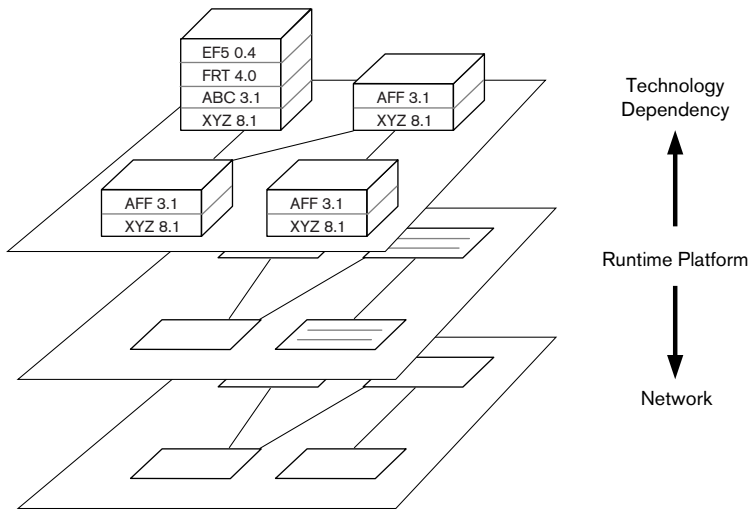 EF5 0.4
FRT 4.0
ABC 3.1
XYZ 8.1
AFF 3.1
XYZ 8.1
AFF 3.1
XYZ 8.1
AFF 3.1
XYZ 8.1
Technology
Dependency
Runtime Platform
Network